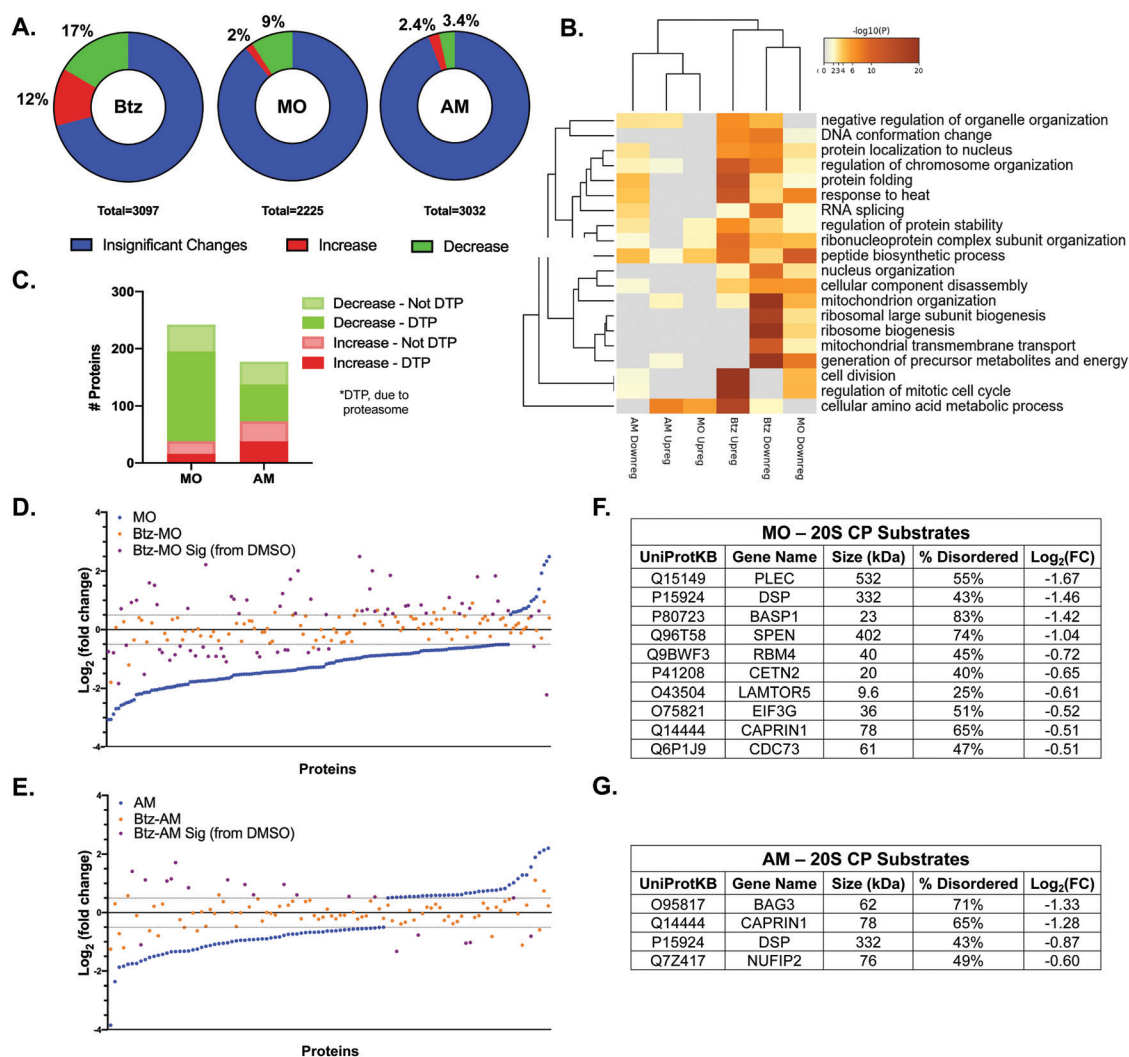 A.
17%
12%
Btz
Total=3097
9%
2%
MO
Total=2225
2.4%
3.4%
AM
Total=3032
Insignificant Changes
Increase
Decrease
B.
-log10(P)
0 2 3 4 6 10 20
negative regulation of organelle organization
DNA conformation change
protein localization to nucleus
regulation of chromosome organization
protein folding
response to heat
RNA splicing
regulation of protein stability
ribonucleoprotein complex subunit organization
peptide biosynthetic process
nucleus organization
cellular component disassembly
mitochondrion organization
ribosomal large subunit biogenesis
ribosome biogenesis
mitochondrial transmembrane transport
generation of precursor metabolites and energy
cell division
regulation of mitotic cell cycle
cellular amino acid metabolic process
AM Downreg
AM Upreg
MO Upreg
Btz Upreg
Btz Downreg
MO Downreg
C.
# Proteins
300
200
100
0
MO
AM
Decrease - Not DTP
Decrease - DTP
Increase - Not DTP
Increase - DTP
*DTP, due to
proteasome
D.
Log2 (fold change)
4
2
0
-2
-4
MO
Btz-MO
Btz-MO Sig (from DMSO)
Proteins
E.
Log2 (fold change)
4
2
0
-2
-4
AM
Btz-AM
Btz-AM Sig (from DMSO)
Proteins
F.
MO – 20S CP Substrates
UniProtKB Gene Name Size (kDa) % Disordered Log2(FC)
Q15149 PLEC 532 55% -1.67
P15924 DSP 332 43% -1.46
P80723 BASP1 23 83% -1.42
Q96T58 SPEN 402 74% -1.04
Q9BWF3 RBM4 40 45% -0.72
P41208 CETN2 20 40% -0.65
O43504 LAMTOR5 9.6 25% -0.61
O75821 EIF3G 36 51% -0.52
Q14444 CAPRIN1 78 65% -0.51
Q6P1J9 CDC73 61 47% -0.51
G.
AM – 20S CP Substrates
UniProtKB Gene Name Size (kDa) % Disordered Log2(FC)
O95817 BAG3 62 71% -1.33
Q14444 CAPRIN1 78 65% -1.28
P15924 DSP 332 43% -0.87
Q7Z417 NUFIP2 76 49% -0.60